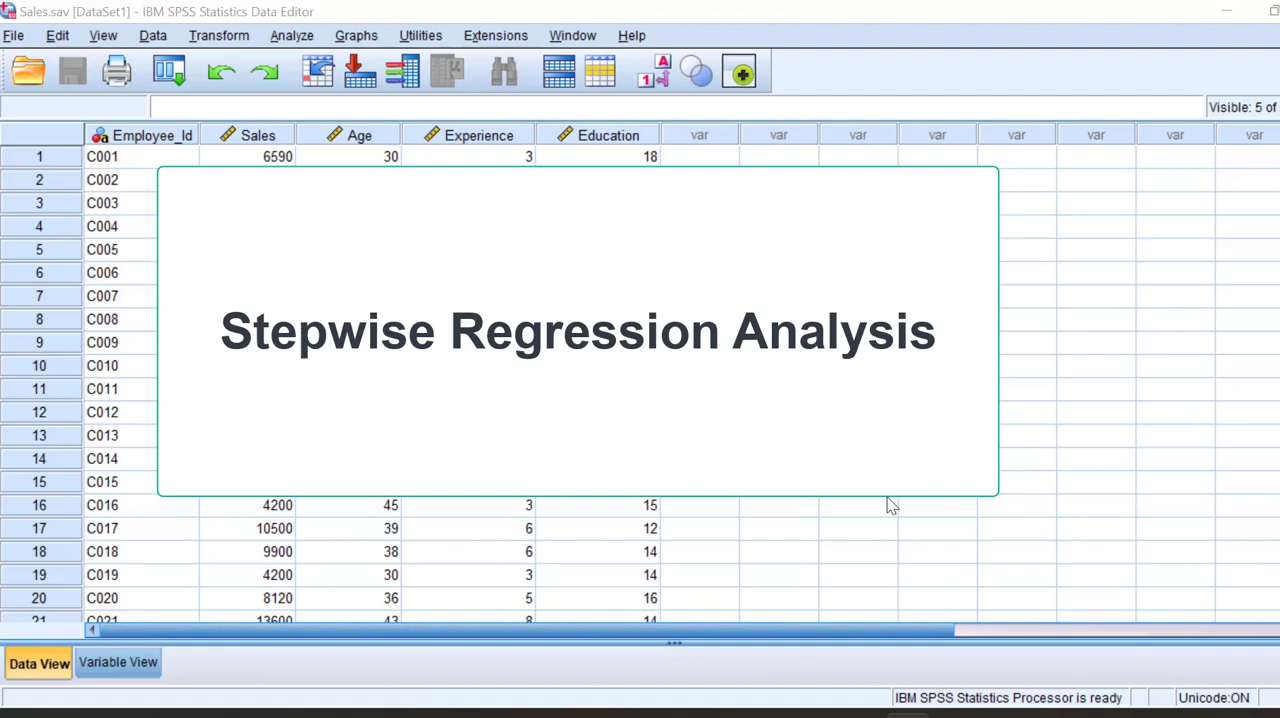 Sales.sav [DataSet1] - IBM SPSS Statistics Data Editor
File Edit View Data Transform Analyze Graphs Utilities Extensions Window Help
Visible: 5 of
Employee_Id Sales Age Experience Education var var var var var var var var
1 C001 6590 30 3 18
2 C002
3 C003
4 C004
5 C005
6 C006
7 C007
8 C008
Stepwise Regression Analysis
9 C009
10 C010
11 C011
12 C012
13 C013
14 C014
15 C015
16 C016 4200 45 3 15
17 C017 10500 39 6 12
18 C018 9900 38 6 14
19 C019 4200 30 3 14
20 C020 8120 36 5 16
21 C021 13600 43 8 14
Data View Variable View
IBM SPSS Statistics Processor is ready Unicode:ON